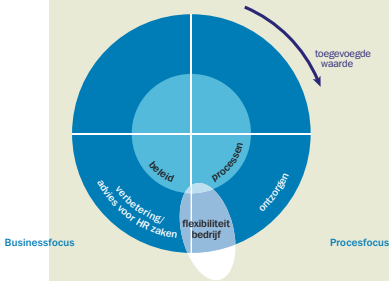 toegevoegde
waarde
beleid
processen
verbetering/
advies voor HR zaken
ontzorgen
flexibiliteit
bedrijf
Businessfocus
Procesfocus